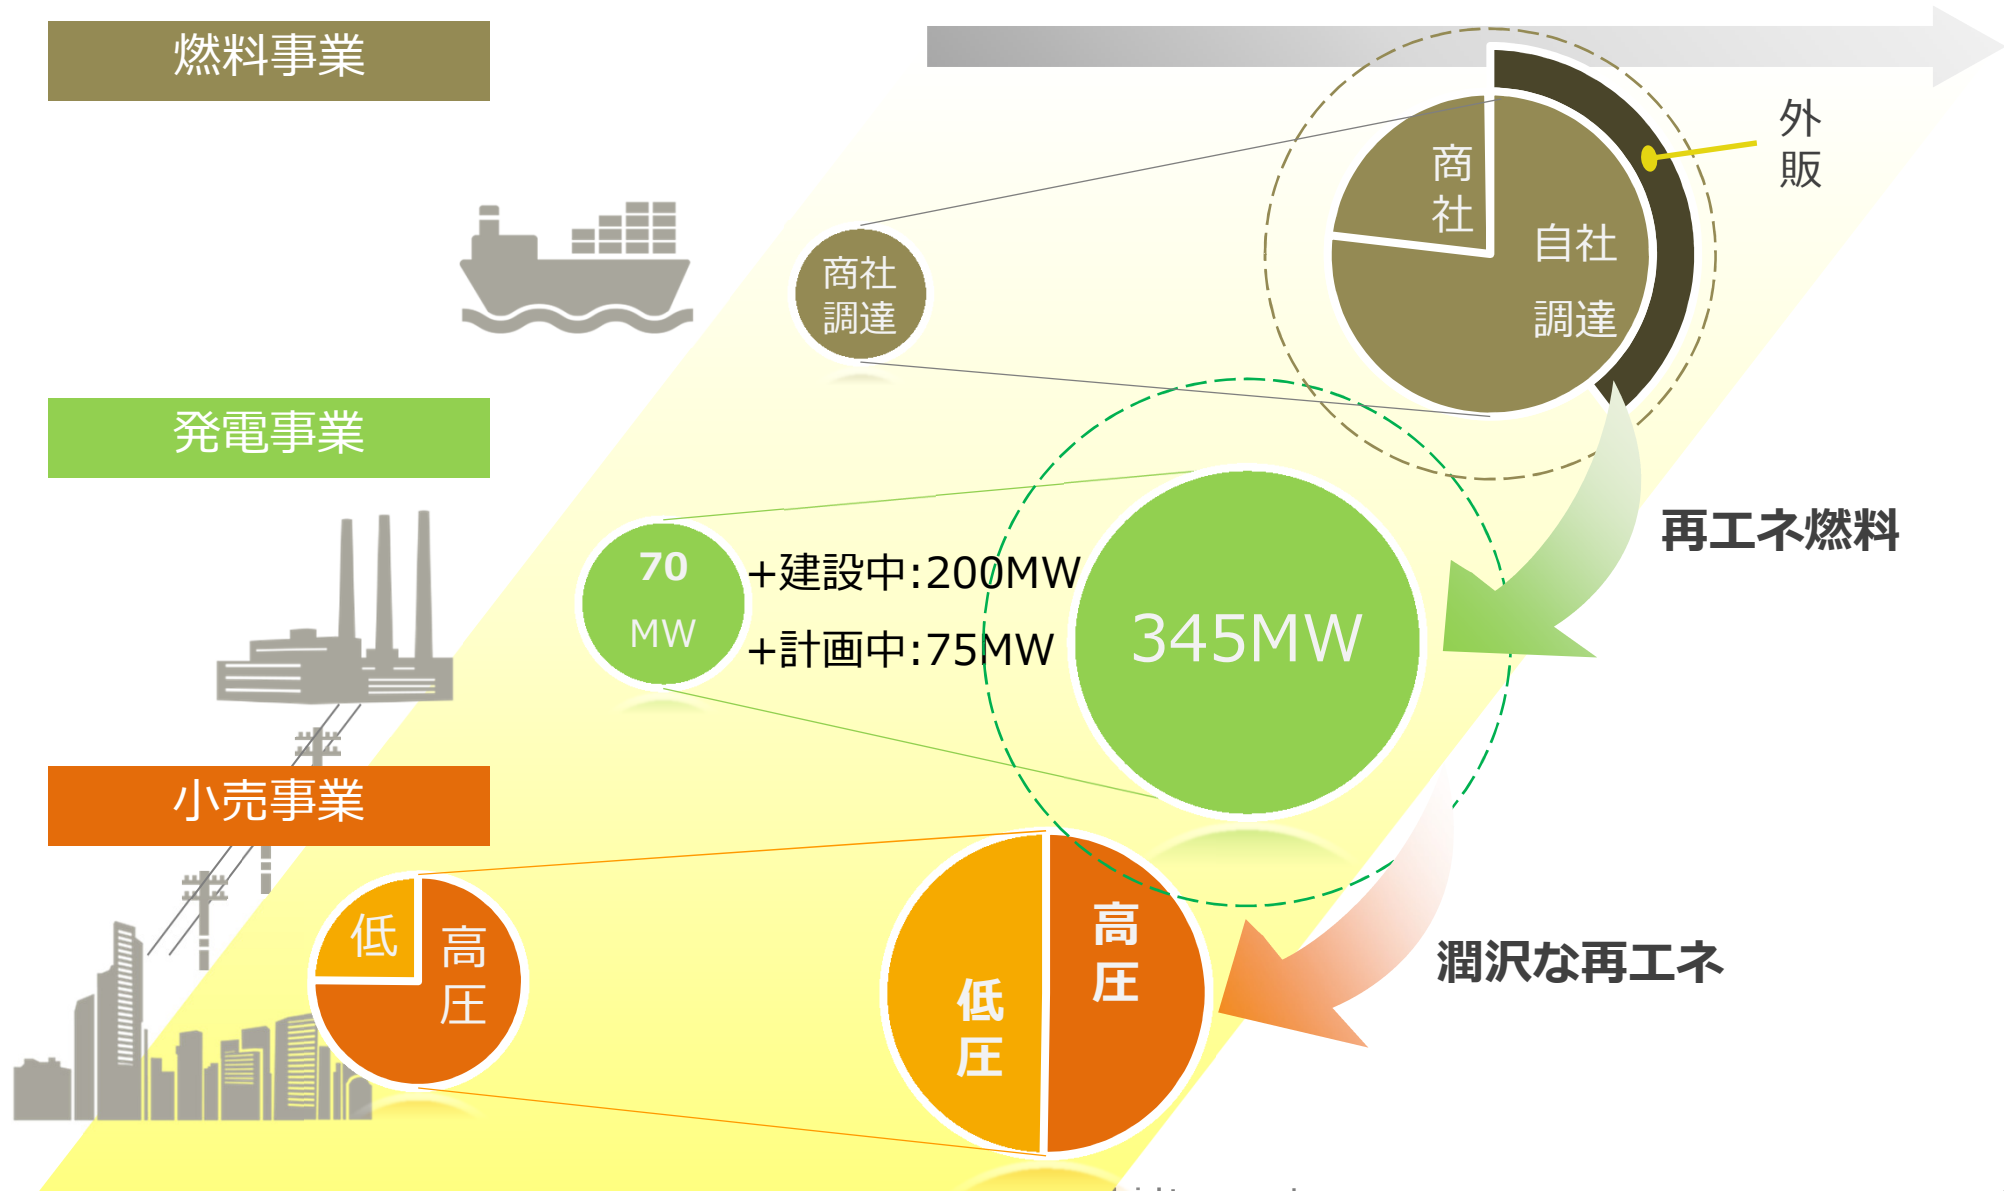 燃料事業
外
販
商
社
自社
調達
商社
調達
発電事業
再エネ燃料
70
MW
+建設中:200MW
+計画中:75MW
345MW
小売事業
低
高
圧
高
圧
低
圧
潤沢な再エネ